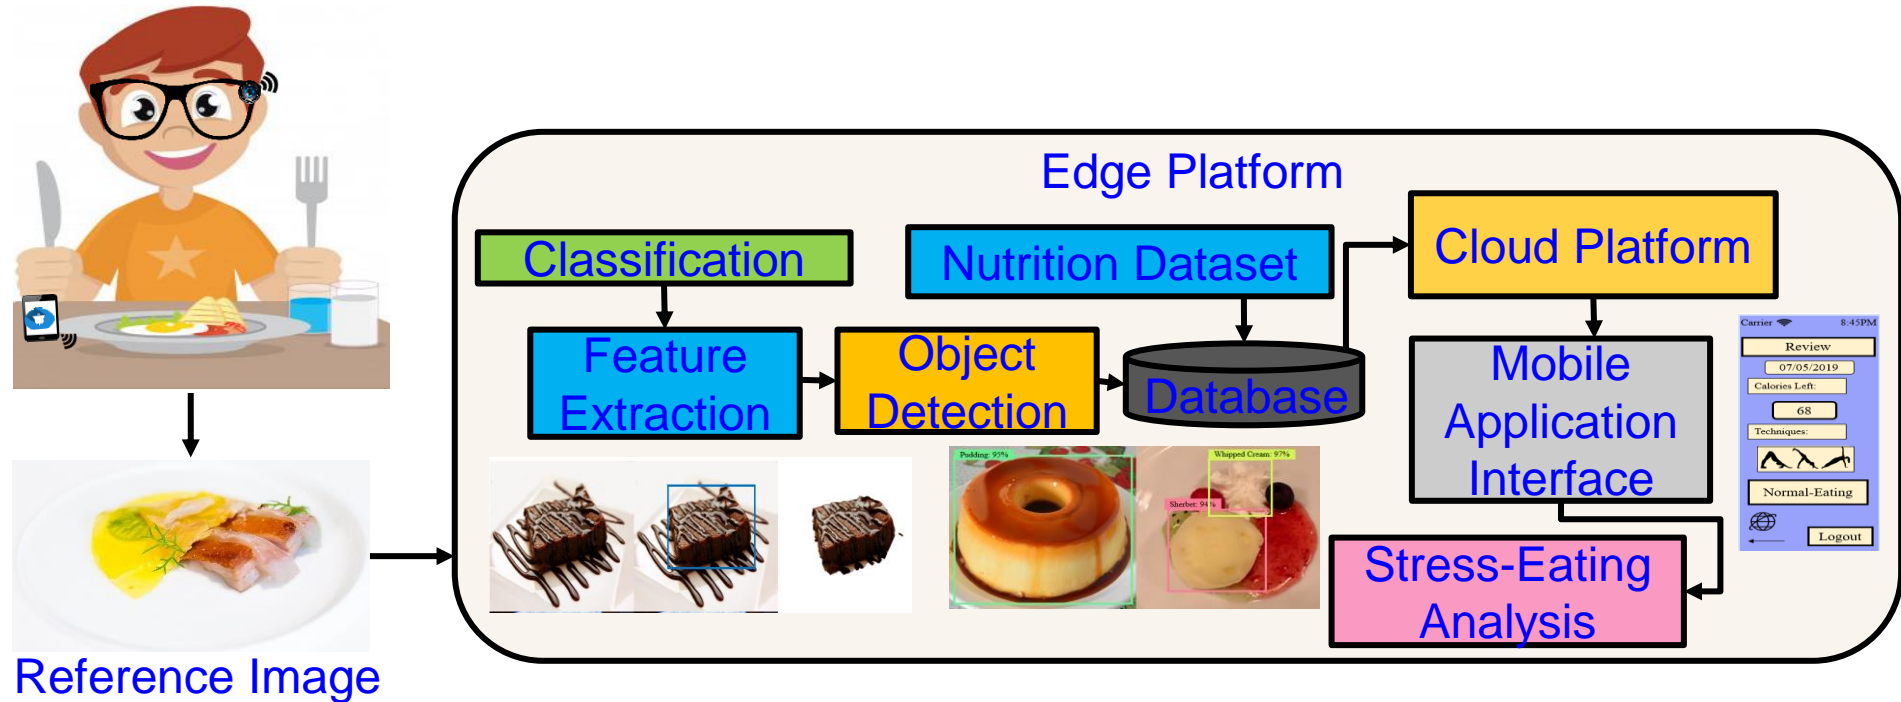 Edge Platform
Classification
Nutrition Dataset
Cloud Platform
Feature
Extraction
Object
Detection
Database
Mobile
Application
Interface
Stress-Eating
Analysis
Reference Image
Pudding: 95%
Whipped Cream: 97%
Sherbet: 94%
Carrier 8:45PM
Review
07/05/2019
Calories Left:
68
Techniques:
Normal-Eating
Logout